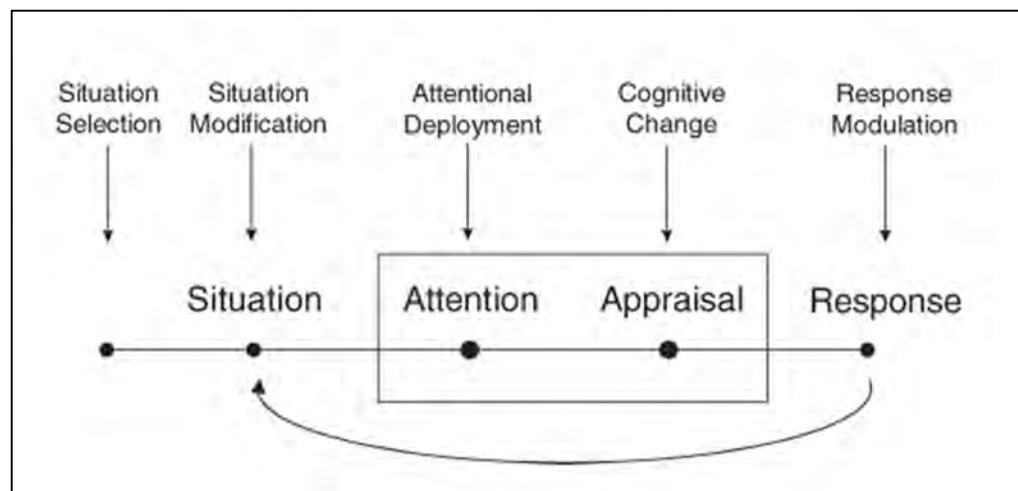 Situation Selection
Situation Modification
Attentional Deployment
Cognitive Change
Response Modulation
Situation
Attention
Appraisal
Response